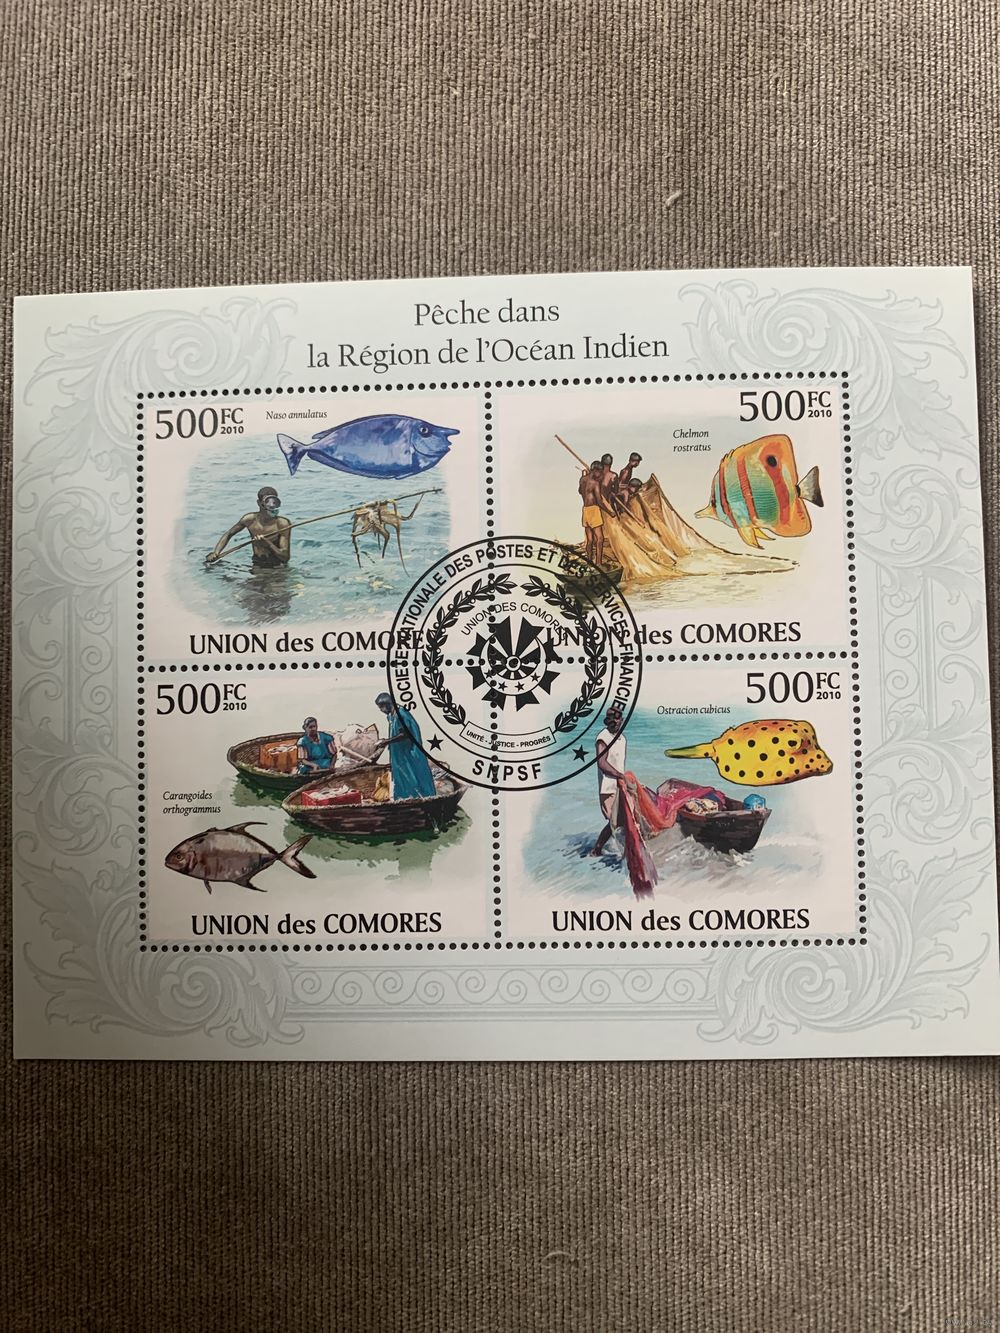 Pêche dans
la Région de l'Océan Indien
500FC
2010
Naso annulatus
UNION des COMORES
500FC
2010
Chelmon
rostratus
UNION des COMORES
SOCIETE NATIONALE DES POSTES ET DES SERVICES FINANCIERS
UNION DES COMORES
UNITÉ - JUSTICE - PROGRÈS
SNPSF
500FC
2010
Carangoides
orthogrammus
UNION des COMORES
500FC
2010
Ostracion cubicus
UNION des COMORES